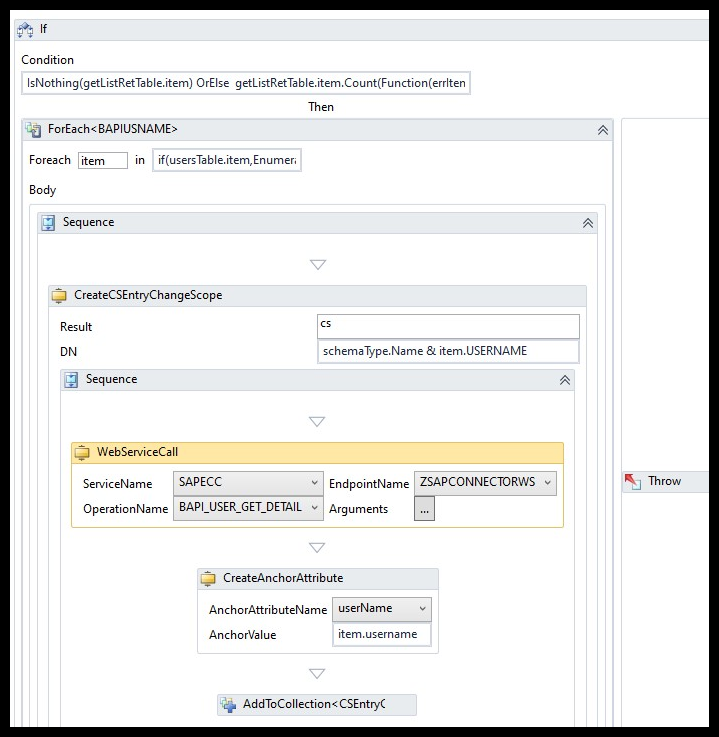 If
Condition
IsNothing(getListRetTable.item) OrElse getListRetTable.item.Count(Function(errIten
Then
ForEach<BAPIUSNAME>
Foreach item in if(usersTable.item,Enumera
Body
Sequence
CreateCSEntryChangeScope
Result cs
DN schemaType.Name & item.USERNAME
Sequence
WebServiceCall
ServiceName SAPECC EndpointName ZSAPCONNECTORWS
OperationName BAPI_USER_GET_DETAIL Arguments ...
Throw
CreateAnchorAttribute
AnchorAttributeName userName
AnchorValue item.username
AddToCollection<CSEntryC